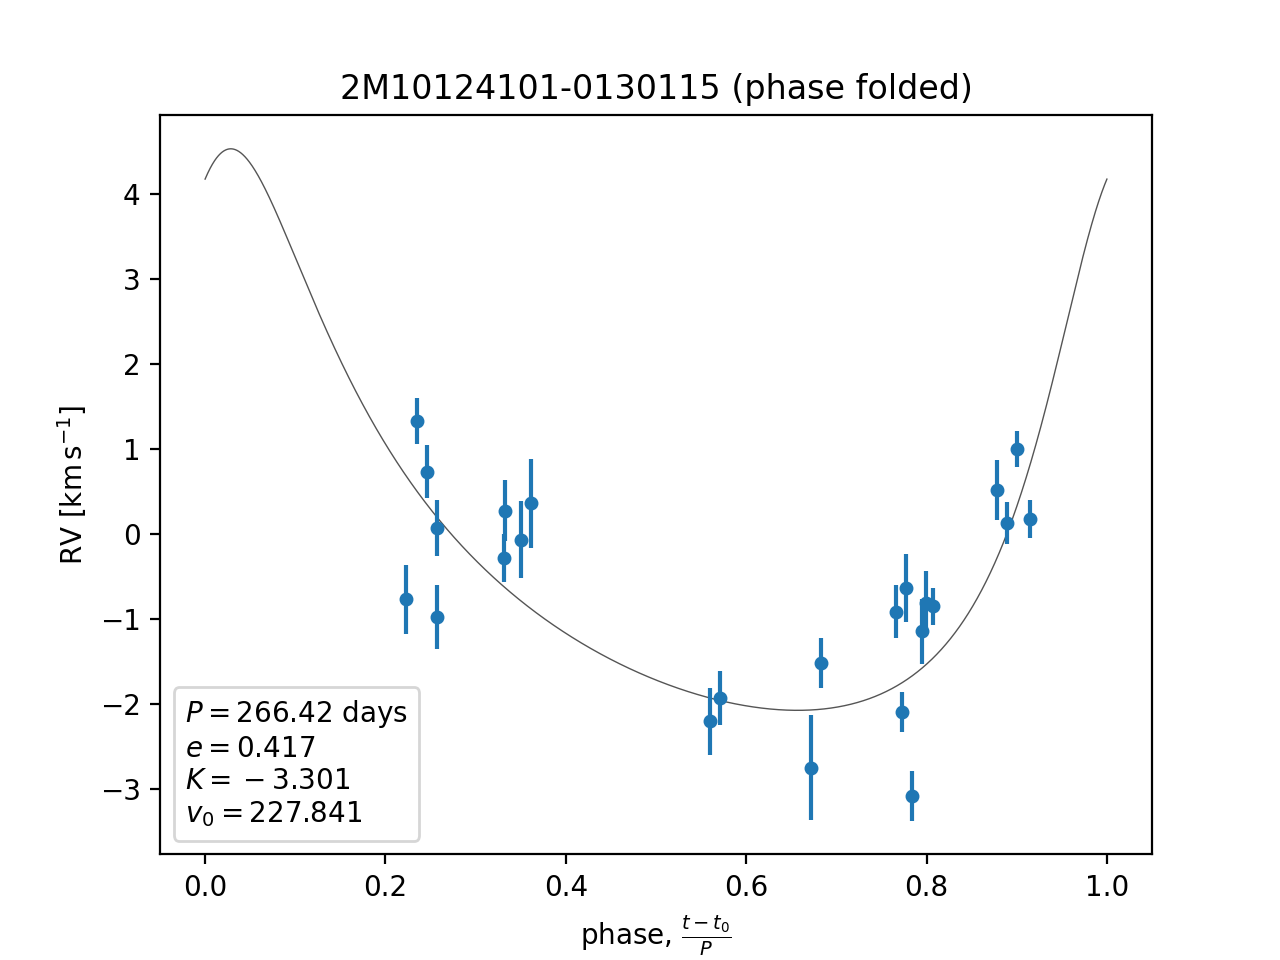 2M10124101-0130115 (phase folded)
RV [km s⁻¹]
4
3
2
1
0
−1
−2
−3
P = 266.42 days
e = 0.417
K = −3.301
v₀ = 227.841
0.0 0.2 0.4 0.6 0.8 1.0
phase, (t − t₀)/P